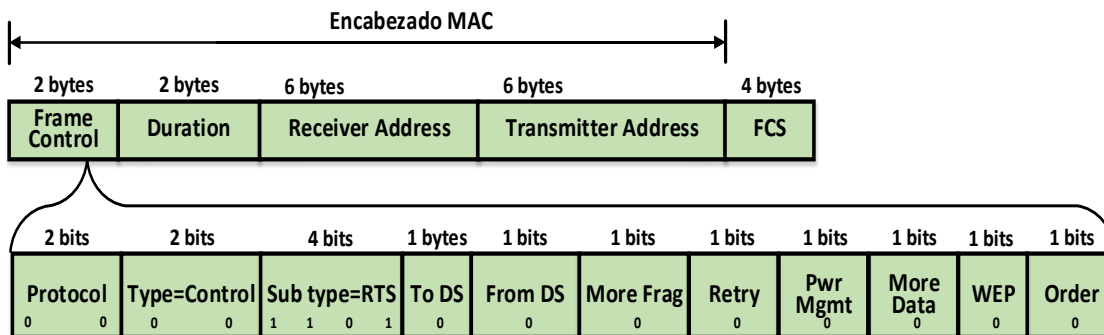 Encabezado MAC
2 bytes 2 bytes 6 bytes 6 bytes 4 bytes
Frame Control Duration Receiver Address Transmitter Address FCS
2 bits 2 bits 4 bits 1 bytes 1 bits 1 bits 1 bits 1 bits 1 bits 1 bits 1 bits
Protocol Type=Control Sub type=RTS To DS From DS More Frag Retry Pwr Mgmt More Data WEP Order
0 0 0 0 1 1 0 1 0 0 0 0 0 0 0 0